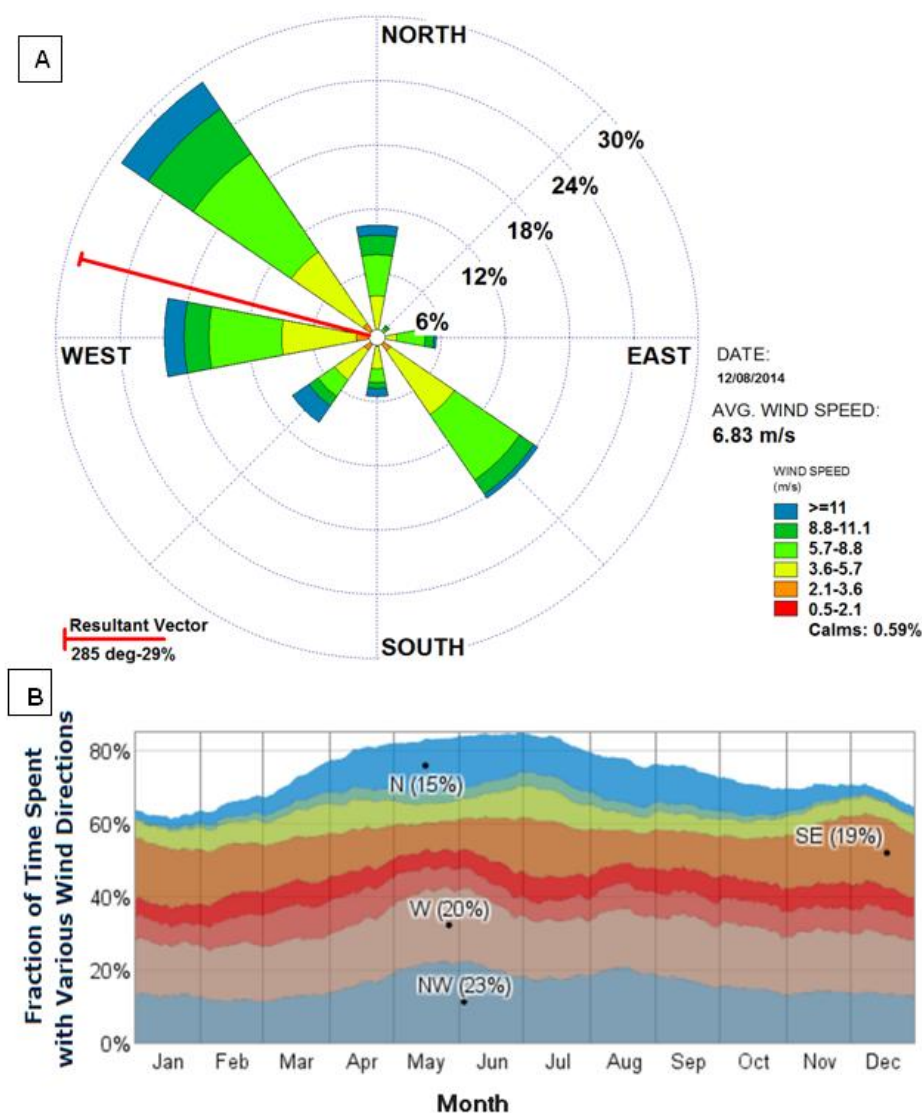 A
NORTH
30%
24%
18%
12%
6%
WEST
EAST
SOUTH
DATE:
12/08/2014
AVG. WIND SPEED:
6.83 m/s
WIND SPEED
(m/s)
>=11
8.8-11.1
5.7-8.8
3.6-5.7
2.1-3.6
0.5-2.1
Calms: 0.59%
Resultant Vector
285 deg-29%
B
Fraction of Time Spent
with Various Wind Directions
80%
60%
40%
20%
0%
N (15%)
SE (19%)
W (20%)
NW (23%)
Jan Feb Mar Apr May Jun Jul Aug Sep Oct Nov Dec
Month